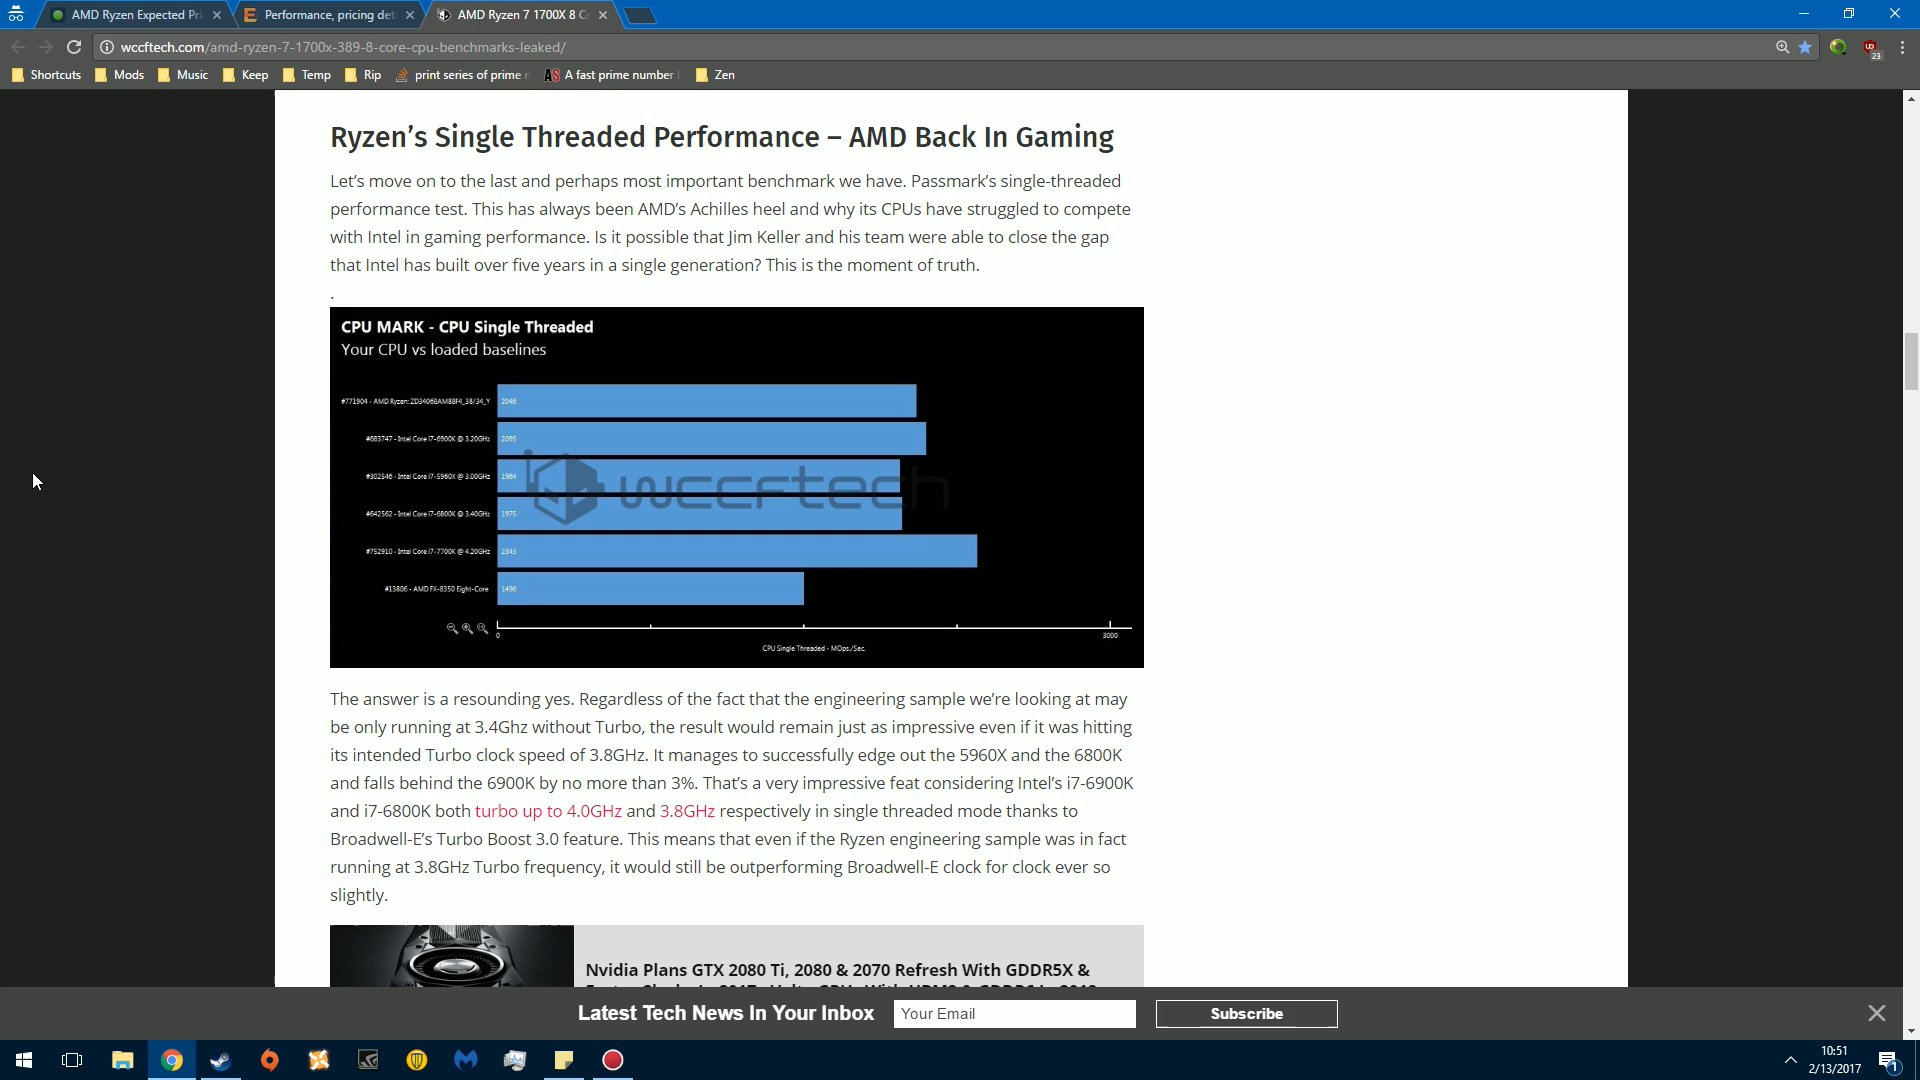 AMD Ryzen Expected Pri
Performance, pricing det
AMD Ryzen 7 1700X 8 C
wccftech.com/amd-ryzen-7-1700x-389-8-core-cpu-benchmarks-leaked/
23
Shortcuts
Mods
Music
Keep
Temp
Rip
print series of prime n
AS
A fast prime number
Zen
Ryzen’s Single Threaded Performance – AMD Back In Gaming
Let’s move on to the last and perhaps most important benchmark we have. Passmark’s single-threaded
performance test. This has always been AMD’s Achilles heel and why its CPUs have struggled to compete
with Intel in gaming performance. Is it possible that Jim Keller and his team were able to close the gap
that Intel has built over five years in a single generation? This is the moment of truth.
.
CPU MARK - CPU Single Threaded
Your CPU vs loaded baselines
#771904 - AMD Ryzen: ZD3406BAM88F4_38/34_Y 2046
#683747 - Intel Core i7-6900K @ 3.20GHz 2095
#302546 - Intel Core i7-5960X @ 3.00GHz 1964
wccftech
#642562 - Intel Core i7-6800K @ 3.40GHz 1975
#752910 - Intel Core i7-7700K @ 4.20GHz 2343
#13806 - AMD FX-8350 Eight-Core 1496
0
3000
CPU Single Threaded - MOps./Sec.
The answer is a resounding yes. Regardless of the fact that the engineering sample we’re looking at may
be only running at 3.4Ghz without Turbo, the result would remain just as impressive even if it was hitting
its intended Turbo clock speed of 3.8GHz. It manages to successfully edge out the 5960X and the 6800K
and falls behind the 6900K by no more than 3%. That’s a very impressive feat considering Intel’s i7-6900K
and i7-6800K both turbo up to 4.0GHz and 3.8GHz respectively in single threaded mode thanks to
Broadwell-E’s Turbo Boost 3.0 feature. This means that even if the Ryzen engineering sample was in fact
running at 3.8GHz Turbo frequency, it would still be outperforming Broadwell-E clock for clock ever so
slightly.
Nvidia Plans GTX 2080 Ti, 2080 & 2070 Refresh With GDDR5X &
Latest Tech News In Your Inbox
Your Email
Subscribe
10:51
2/13/2017
1